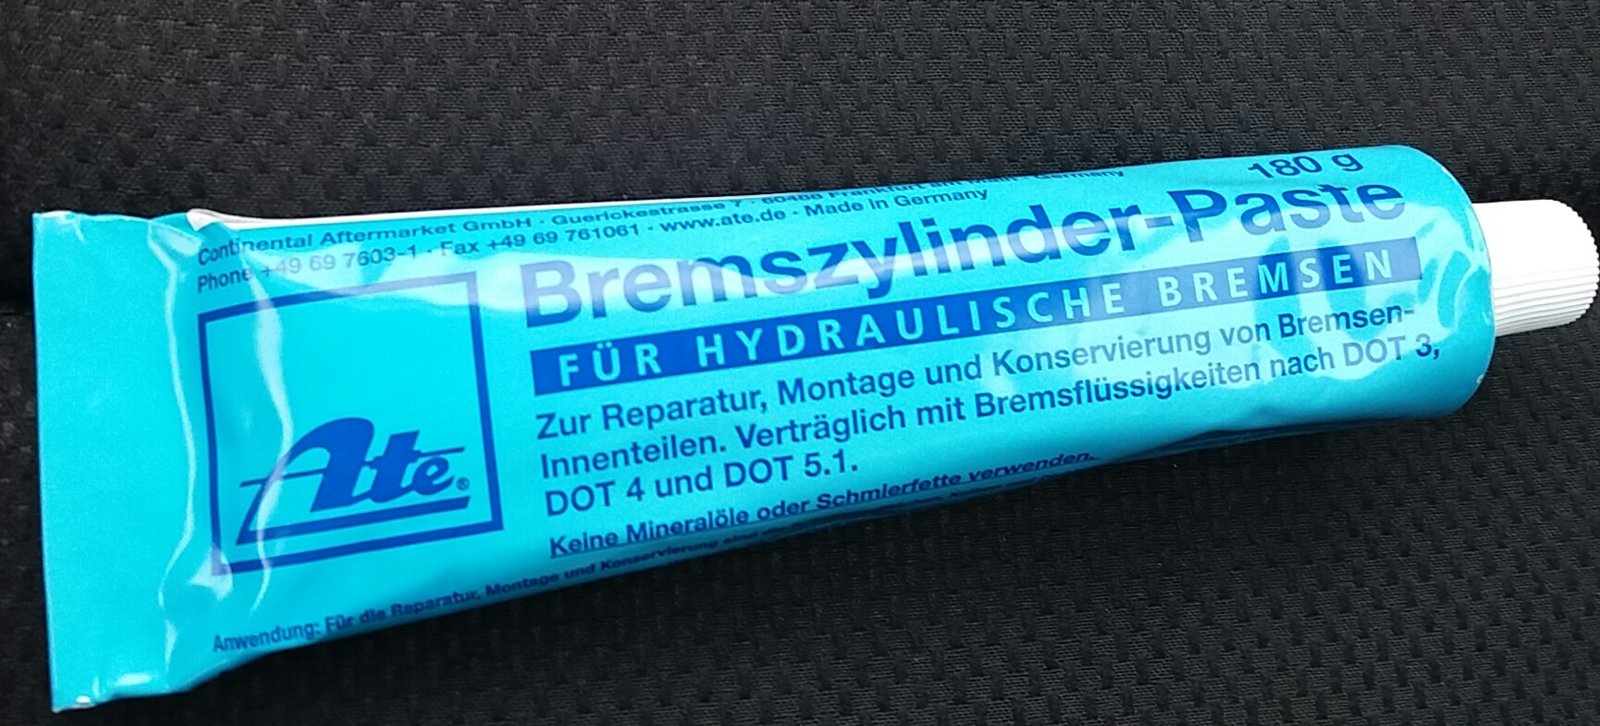 180 g
Continental Aftermarket GmbH · Guerickestrasse 7 · 60488 Frankfurt am Main · Germany
Phone +49 69 7603-1 · Fax +49 69 761061 · www.ate.de · Made in Germany
Bremszylinder-Paste
FÜR HYDRAULISCHE BREMSEN
Zur Reparatur, Montage und Konservierung von Bremsen-
Innenteilen. Verträglich mit Bremsflüssigkeiten nach DOT 3,
DOT 4 und DOT 5.1.
Keine Mineralöle oder Schmierfette verwenden.
Ate®
Anwendung: Für die Reparatur, Montage und Konservierung sind